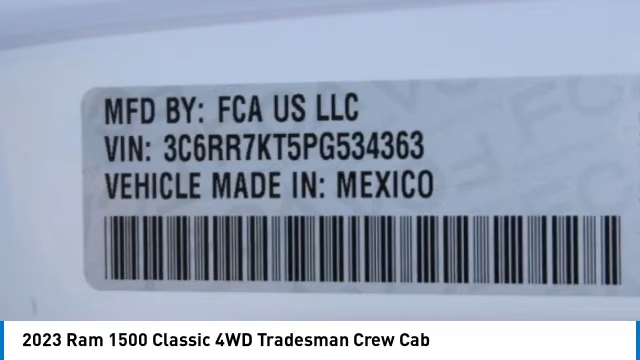 MFD BY: FCA US LLC
VIN: 3C6RR7KT5PG534363
VEHICLE MADE IN: MEXICO
2023 Ram 1500 Classic 4WD Tradesman Crew Cab